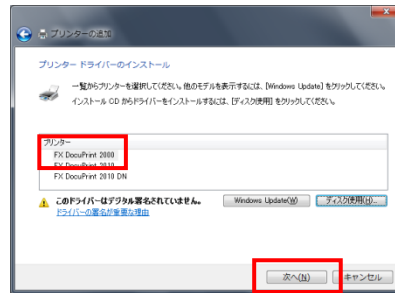 プリンターの追加
プリンター ドライバーのインストール
一覧からプリンターを選択してください。他のモデルを表示するには、[Windows Update] をクリックしてください。
インストール CD からドライバーをインストールするには、[ディスク使用] をクリックしてください。
プリンター
FX DocuPrint 2000
FX DocuPrint 2010
FX DocuPrint 2010 DN
このドライバーはデジタル署名されていません。
Windows Update(W)
ディスク使用(H)...
ドライバーの署名が重要な理由
次へ(N)
キャンセル